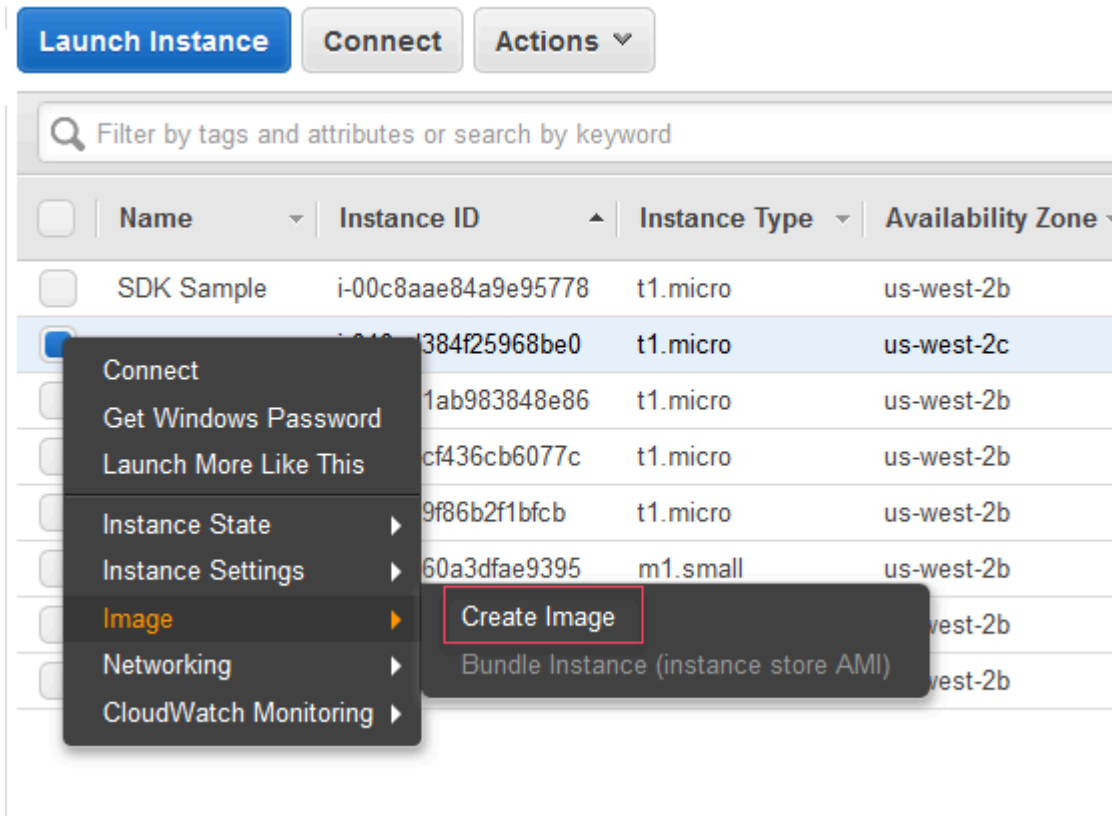 Launch Instance Connect Actions
Filter by tags and attributes or search by keyword
Name Instance ID Instance Type Availability Zone
SDK Sample i-00c8aae84a9e95778 t1.micro us-west-2b
384f25968be0 t1.micro us-west-2c
Connect
1ab983848e86 t1.micro us-west-2b
Get Windows Password
cf436cb6077c t1.micro us-west-2b
Launch More Like This
9f86b2f1bfcb t1.micro us-west-2b
Instance State
60a3dfae9395 m1.small us-west-2b
Instance Settings
Image Create Image west-2b
Networking Bundle Instance (instance store AMI) west-2b
CloudWatch Monitoring